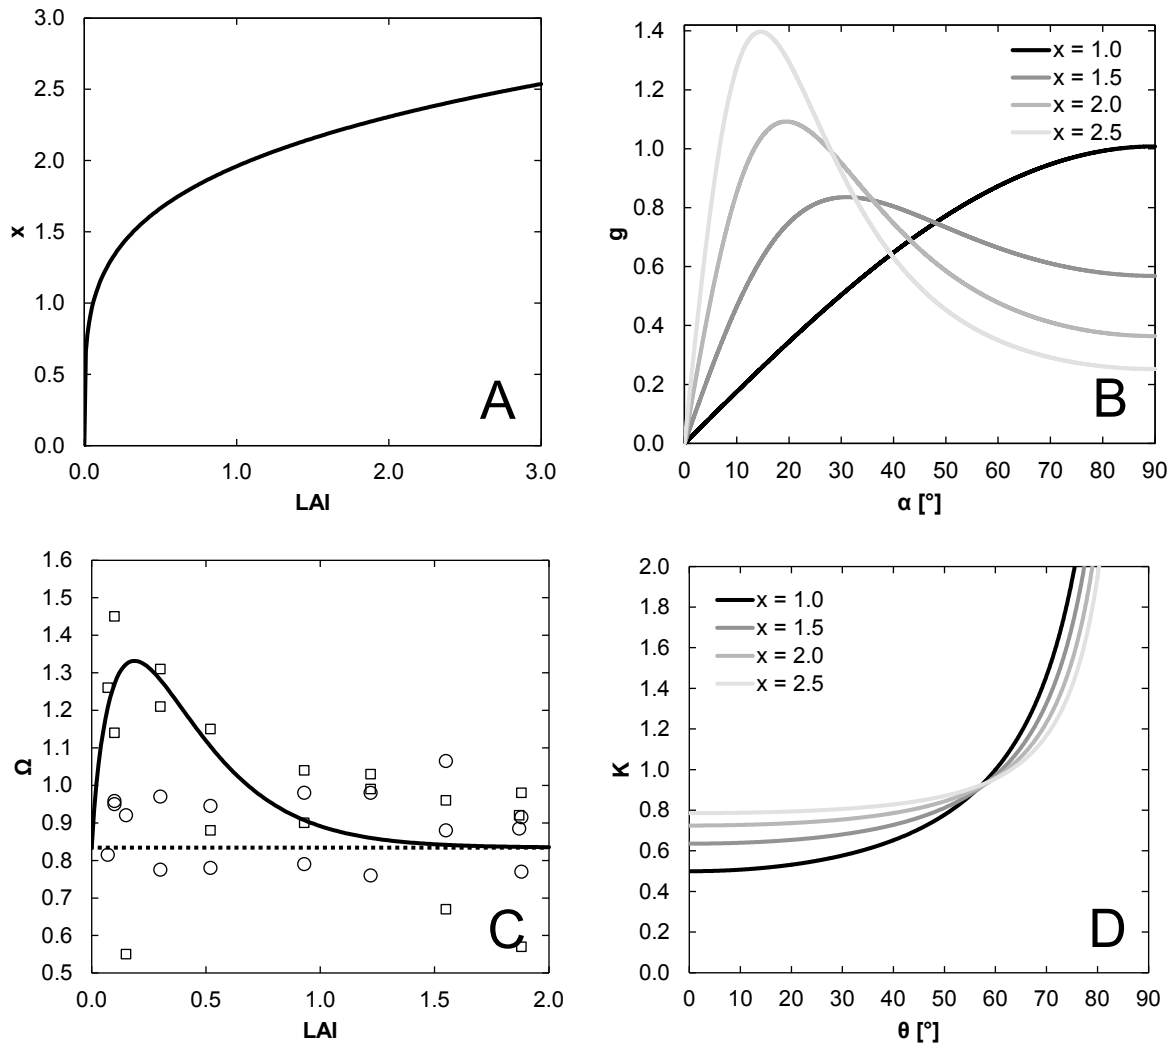 3.0
2.5
2.0
1.5
1.0
0.5
0.0
x
0.0 1.0 2.0 3.0
LAI
A
1.4
1.2
1.0
0.8
0.6
0.4
0.2
0.0
g
x = 1.0
x = 1.5
x = 2.0
x = 2.5
0 10 20 30 40 50 60 70 80 90
α [°]
B
1.6
1.5
1.4
1.3
1.2
1.1
1.0
0.9
0.8
0.7
0.6
0.5
Ω
0.0 0.5 1.0 1.5 2.0
LAI
C
2.0
1.8
1.6
1.4
1.2
1.0
0.8
0.6
0.4
0.2
0.0
K
x = 1.0
x = 1.5
x = 2.0
x = 2.5
0 10 20 30 40 50 60 70 80 90
θ [°]
D